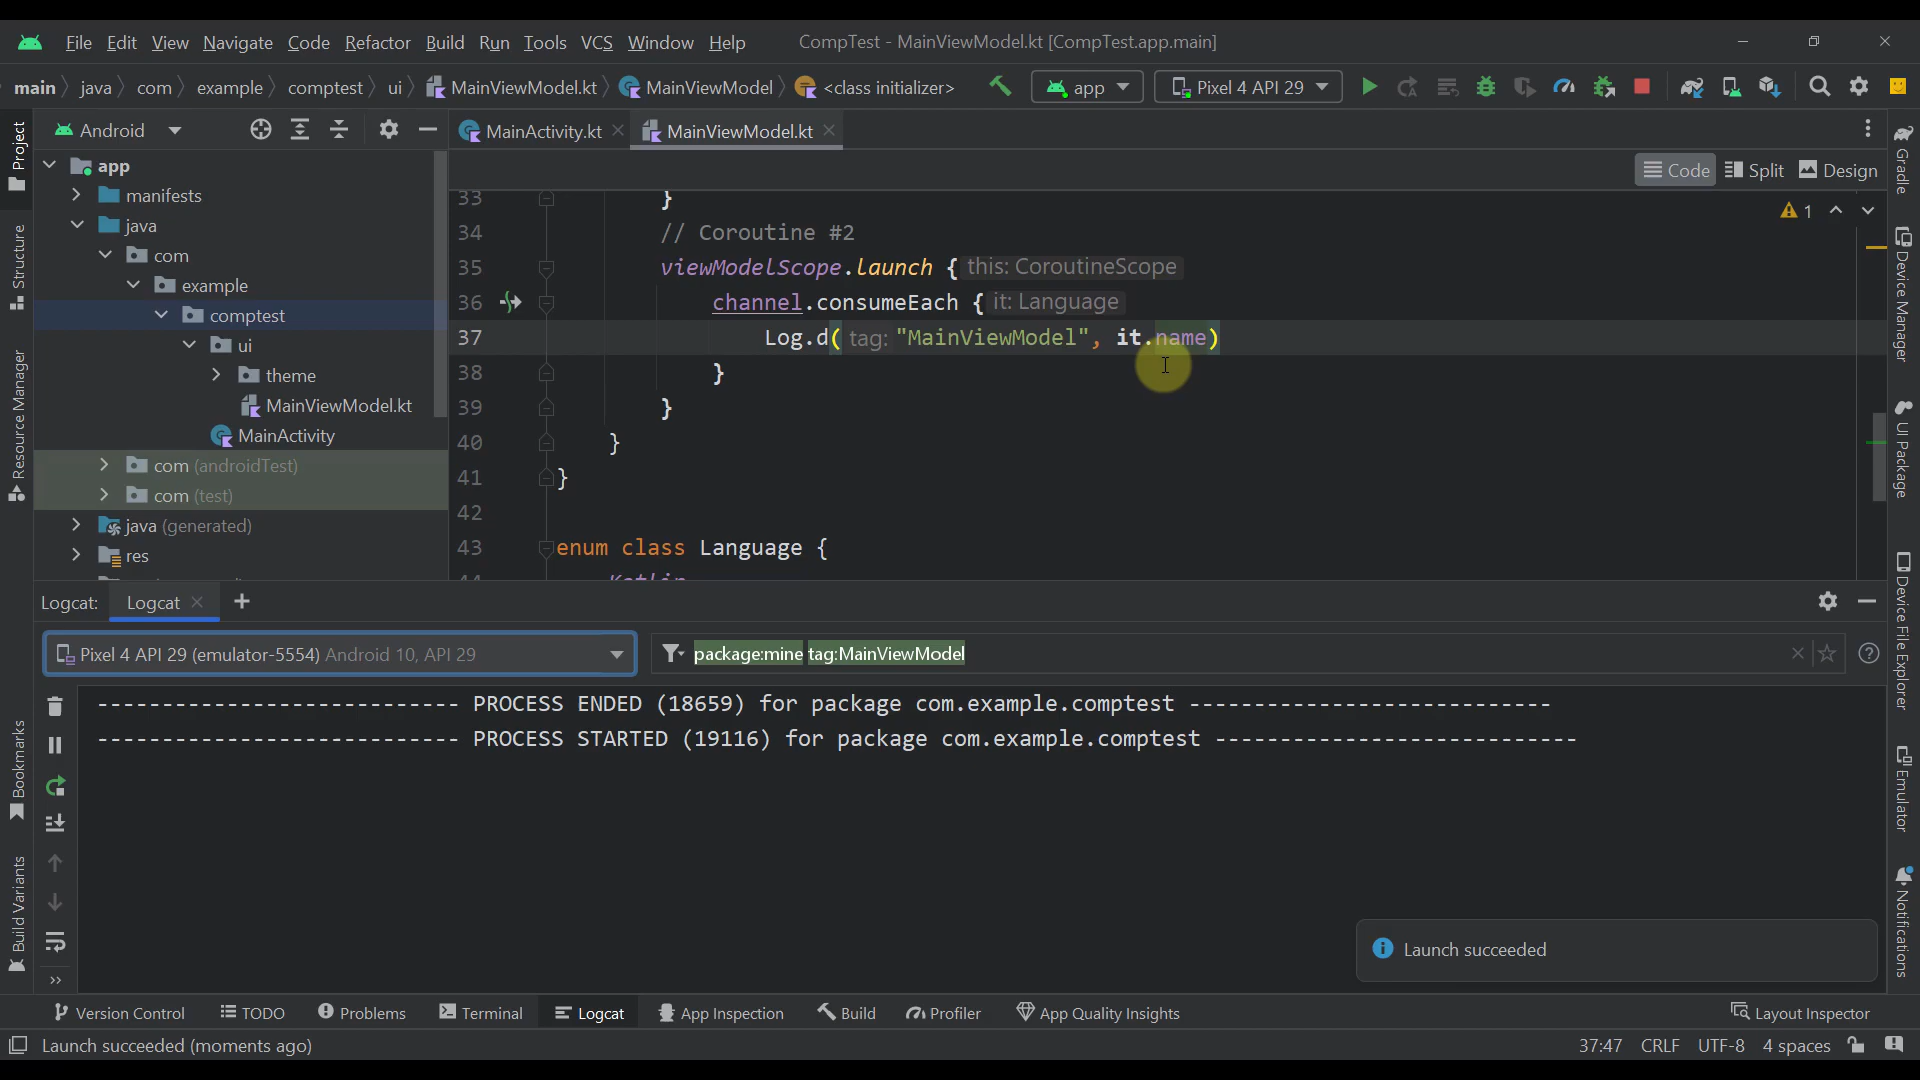 File Edit View Navigate Code Refactor Build Run Tools VCS Window Help CompTest - MainViewModel.kt [CompTest.app.main]
main java com example comptest ui MainViewModel.kt MainViewModel <class initializer> app Pixel 4 API 29
Android
MainActivity.kt MainViewModel.kt
Code Split Design
1
Project
Structure
Resource Manager
Bookmarks
Build Variants
app
manifests
java
com
example
comptest
ui
theme
MainViewModel.kt
MainActivity
com (androidTest)
com (test)
java (generated)
res
33 }
34 // Coroutine #2
35 viewModelScope.launch { this: CoroutineScope
36 channel.consumeEach { it: Language
37 Log.d( tag: "MainViewModel", it.name)
38 }
39 }
40 }
41 }
42
43 enum class Language {
44 Kotlin
Gradle
Device Manager
UI Package
Device File Explorer
Emulator
Notifications
Logcat: Logcat
Pixel 4 API 29 (emulator-5554) Android 10, API 29 package:mine tag:MainViewModel
--------------------------- PROCESS ENDED (18659) for package com.example.comptest ---------------------------
--------------------------- PROCESS STARTED (19116) for package com.example.comptest ---------------------------
Launch succeeded
Version Control TODO Problems Terminal Logcat App Inspection Build Profiler App Quality Insights Layout Inspector
Launch succeeded (moments ago) 37:47 CRLF UTF-8 4 spaces